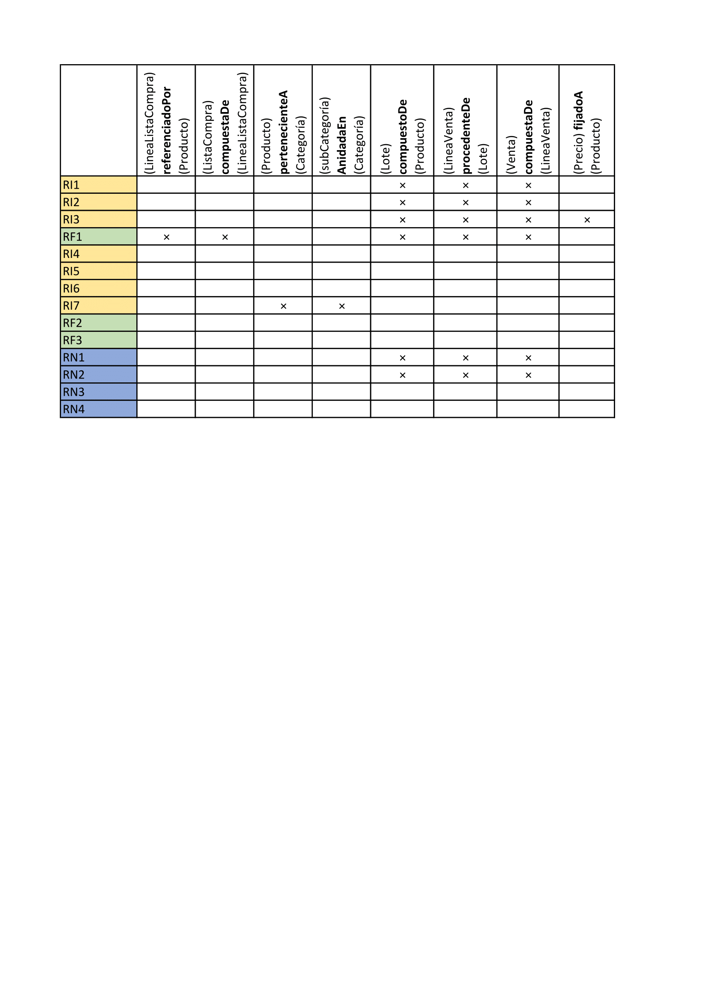 (LineaListaCompra)
referenciadoPor
(Producto)
(ListaCompra)
compuestaDe
(LineaListaCompra)
(Producto)
pertenecienteA
(Categoría)
(subCategoría)
AnidadaEn
(Categoría)
(Lote)
compuestoDe
(Producto)
(LineaVenta)
procedenteDe
(Lote)
(Venta)
compuestaDe
(LineaVenta)
(Precio) fijadoA
(Producto)
RI1 × × ×
RI2 × × ×
RI3 × × × ×
RF1 × × × × ×
RI4
RI5
RI6
RI7 × ×
RF2
RF3
RN1 × × ×
RN2 × × ×
RN3
RN4